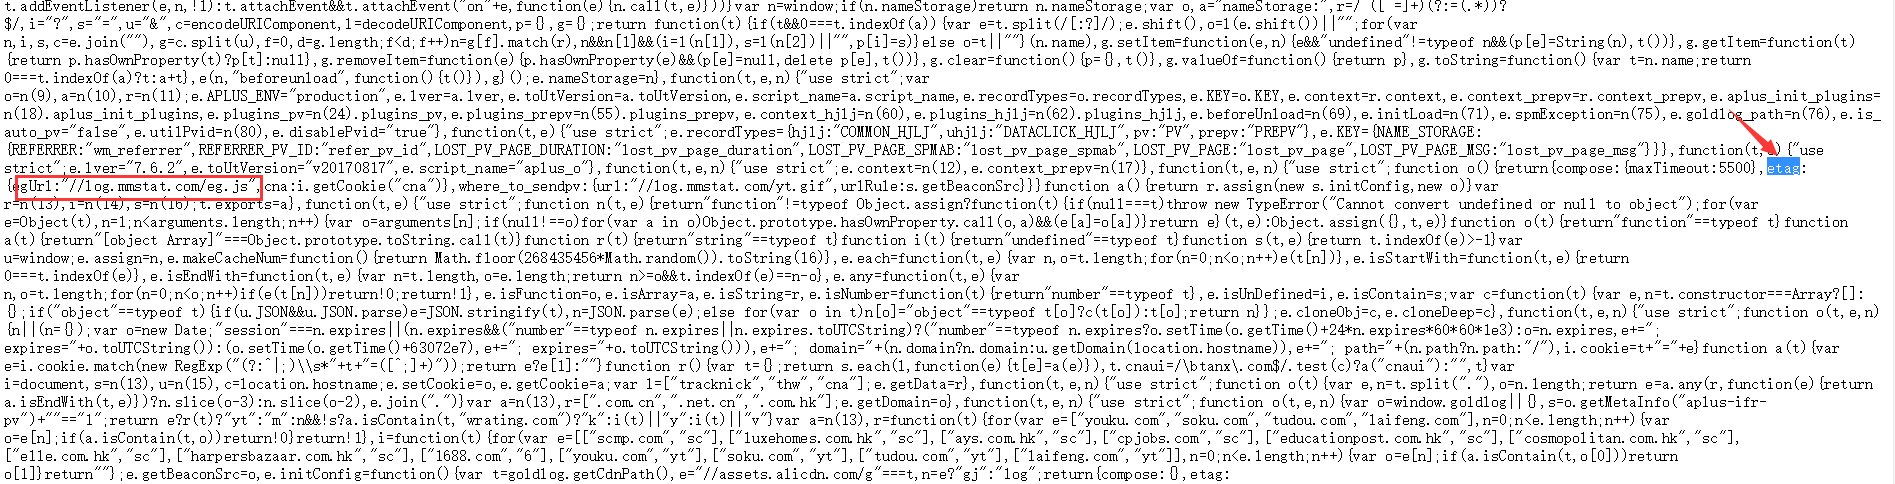 t.addEventListener(e,n,!1):t.attachEvent&&t.attachEvent("on"+e,function(e){n.call(t,e)})}var n=window;if(n.nameStorage)return n.nameStorage;var o,a="nameStorage:",r=/ ([ =]+)(?:=(.*))?
$/,i="?",s="=",u="&",c=encodeURIComponent,l=decodeURIComponent,p={},g={};return function(t){if(t&&0===t.indexOf(a)){var e=t.split(/[:?]/);e.shift(),o=l(e.shift())||"";for(var
n,i,s,c=e.join(""),g=c.split(u),f=0,d=g.length;f<d;f++)n=g[f].match(r),n&&n[1]&&(i=l(n[1]),s=l(n[2])||"",p[i]=s)}else o=t||""}(n.name),g.setItem=function(e,n){e&&"undefined"!=typeof n&&(p[e]=String(n),t())},g.getItem=function(t)
{return p.hasOwnProperty(t)?p[t]:null},g.removeItem=function(e){p.hasOwnProperty(e)&&(p[e]=null,delete p[e],t())},g.clear=function(){p={},t()},g.valueOf=function(){return p},g.toString=function(){var t=n.name;return
0===t.indexOf(a)?t:a+t},e(n,"beforeunload",function(){t()}),g}();e.nameStorage=n},function(t,e,n){"use strict";var
o=n(9),a=n(10),r=n(11);e.APLUS_ENV="production",e.lver=a.lver,e.toUtVersion=a.toUtVersion,e.script_name=a.script_name,e.recordTypes=o.recordTypes,e.KEY=o.KEY,e.context=r.context,e.context_prepv=r.context_prepv,e.aplus_init_plugins=
n(18).aplus_init_plugins,e.plugins_pv=n(24).plugins_pv,e.plugins_prepv=n(55).plugins_prepv,e.context_hjlj=n(60),e.plugins_hjlj=n(62).plugins_hjlj,e.beforeUnload=n(69),e.initLoad=n(71),e.spmException=n(75),e.goldlog_path=n(76),e.is_
auto_pv="false",e.utilPvid=n(80),e.disablePvid="true"},function(t,e){"use strict";e.recordTypes={hjlj:"COMMON_HJLJ",uhjlj:"DATACLICK_HJLJ",pv:"PV",prepv:"PREPV"},e.KEY={NAME_STORAGE:
{REFERRER:"wm_referrer",REFERRER_PV_ID:"refer_pv_id",LOST_PV_PAGE_DURATION:"lost_pv_page_duration",LOST_PV_PAGE_SPMAB:"lost_pv_page_spmab",LOST_PV_PAGE:"lost_pv_page",LOST_PV_PAGE_MSG:"lost_pv_page_msg"}}},function(t,e){"use
strict";e.lver="7.6.2",e.toUtVersion="v20170817",e.script_name="aplus_o"},function(t,e,n){"use strict";e.context=n(12),e.context_prepv=n(17)},function(t,e,n){"use strict";function o(){return{compose:{maxTimeout:5500},etag:
{egUrl:"//log.mmstat.com/eg.js",cna:i.getCookie("cna")},where_to_sendpv:{url:"//log.mmstat.com/yt.gif",urlRule:s.getBeaconSrc}}}function a(){return r.assign(new s.initConfig,new o)}var
r=n(13),i=n(14),s=n(16);t.exports=a},function(t,e){"use strict";function n(t,e){return"function"!=typeof Object.assign?function(t){if(null===t)throw new TypeError("Cannot convert undefined or null to object");for(var
e=Object(t),n=1;n<arguments.length;n++){var o=arguments[n];if(null!==o)for(var a in o)Object.prototype.hasOwnProperty.call(o,a)&&(e[a]=o[a])}return e}(t,e):Object.assign({},t,e)}function o(t){return"function"==typeof t}function
a(t){return"[object Array]"===Object.prototype.toString.call(t)}function r(t){return"string"==typeof t}function i(t){return"undefined"==typeof t}function s(t,e){return t.indexOf(e)>-1}var
u=window;e.assign=n,e.makeCacheNum=function(){return Math.floor(268435456*Math.random()).toString(16)},e.each=function(t,e){var n,o=t.length;for(n=0;n<o;n++)e(t[n])},e.isStartWith=function(t,e){return
0===t.indexOf(e)},e.isEndWith=function(t,e){var n=t.length,o=e.length;return n>=o&&t.indexOf(e)==n-o},e.any=function(t,e){var
n,o=t.length;for(n=0;n<o;n++)if(e(t[n]))return!0;return!1},e.isFunction=o,e.isArray=a,e.isString=r,e.isNumber=function(t){return"number"==typeof t},e.isUnDefined=i,e.isContain=s;var c=function(t){var e,n=t.constructor===Array?[]:
{};if("object"==typeof t){if(u.JSON&&u.JSON.parse)e=JSON.stringify(t),n=JSON.parse(e);else for(var o in t)n[o]="object"==typeof t[o]?c(t[o]):t[o];return n}};e.cloneObj=c,e.cloneDeep=c},function(t,e,n){"use strict";function o(t,e,n)
{n||(n={});var o=new Date;"session"===n.expires||(n.expires&&("number"==typeof n.expires||n.expires.toUTCString)?("number"==typeof n.expires?o.setTime(o.getTime()+24*n.expires*60*60*1e3):o=n.expires,e+=";
expires="+o.toUTCString()):(o.setTime(o.getTime()+63072e7),e+="; expires="+o.toUTCString())),e+="; domain="+(n.domain?n.domain:u.getDomain(location.hostname)),e+="; path="+(n.path?n.path:"/"),i.cookie=t+"="+e}function a(t){var
e=i.cookie.match(new RegExp("(?:^|;)\\s*"+t+"=([^;]+)"));return e?e[1]:""}function r(){var t={};return s.each(l,function(e){t[e]=a(e)}),t.cnaui=/\btanx\.com$/.test(c)?a("cnaui"):"",t}var
i=document,s=n(13),u=n(15),c=location.hostname;e.setCookie=o,e.getCookie=a;var l=["tracknick","thw","cna"];e.getData=r},function(t,e,n){"use strict";function o(t){var e,n=t.split("."),o=n.length;return e=a.any(r,function(e){return
a.isEndWith(t,e)})?n.slice(o-3):n.slice(o-2),e.join(".")}var a=n(13),r=[".com.cn",".net.cn",".com.hk"];e.getDomain=o},function(t,e,n){"use strict";function o(t,e,n){var o=window.goldlog||{},s=o.getMetaInfo("aplus-ifr-
pv")+""=="1";return e?r(t)?"yt":"m":n&&!s?a.isContain(t,"wrating.com")?"k":i(t)||"y":i(t)||"v"}var a=n(13),r=function(t){for(var e=["youku.com","soku.com","tudou.com","laifeng.com"],n=0;n<e.length;n++){var
o=e[n];if(a.isContain(t,o))return!0}return!1},i=function(t){for(var e=[["scmp.com","sc"],["luxehomes.com.hk","sc"],["ays.com.hk","sc"],["cpjobs.com","sc"],["educationpost.com.hk","sc"],["cosmopolitan.com.hk","sc"],
["elle.com.hk","sc"],["harpersbazaar.com.hk","sc"],["1688.com","6"],["youku.com","yt"],["soku.com","yt"],["tudou.com","yt"],["laifeng.com","yt"]],n=0;n<e.length;n++){var o=e[n];if(a.isContain(t,o[0]))return
o[1]}return""};e.getBeaconSrc=o,e.initConfig=function(){var t=goldlog.getCdnPath(),e="//assets.alicdn.com/g"===t,n=e?"gj":"log";return{compose:{},etag: